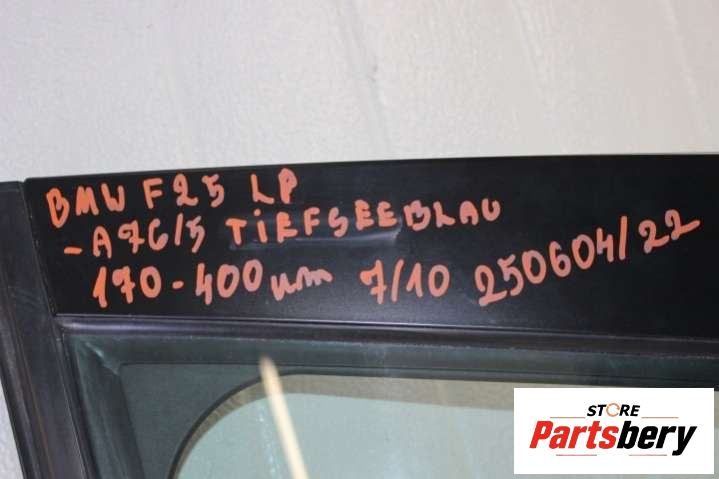 BMW F25 LP
-A76/5 TIEFSEEBLAU
170-400 um 7/10 250604/22
STORE
Partsbery